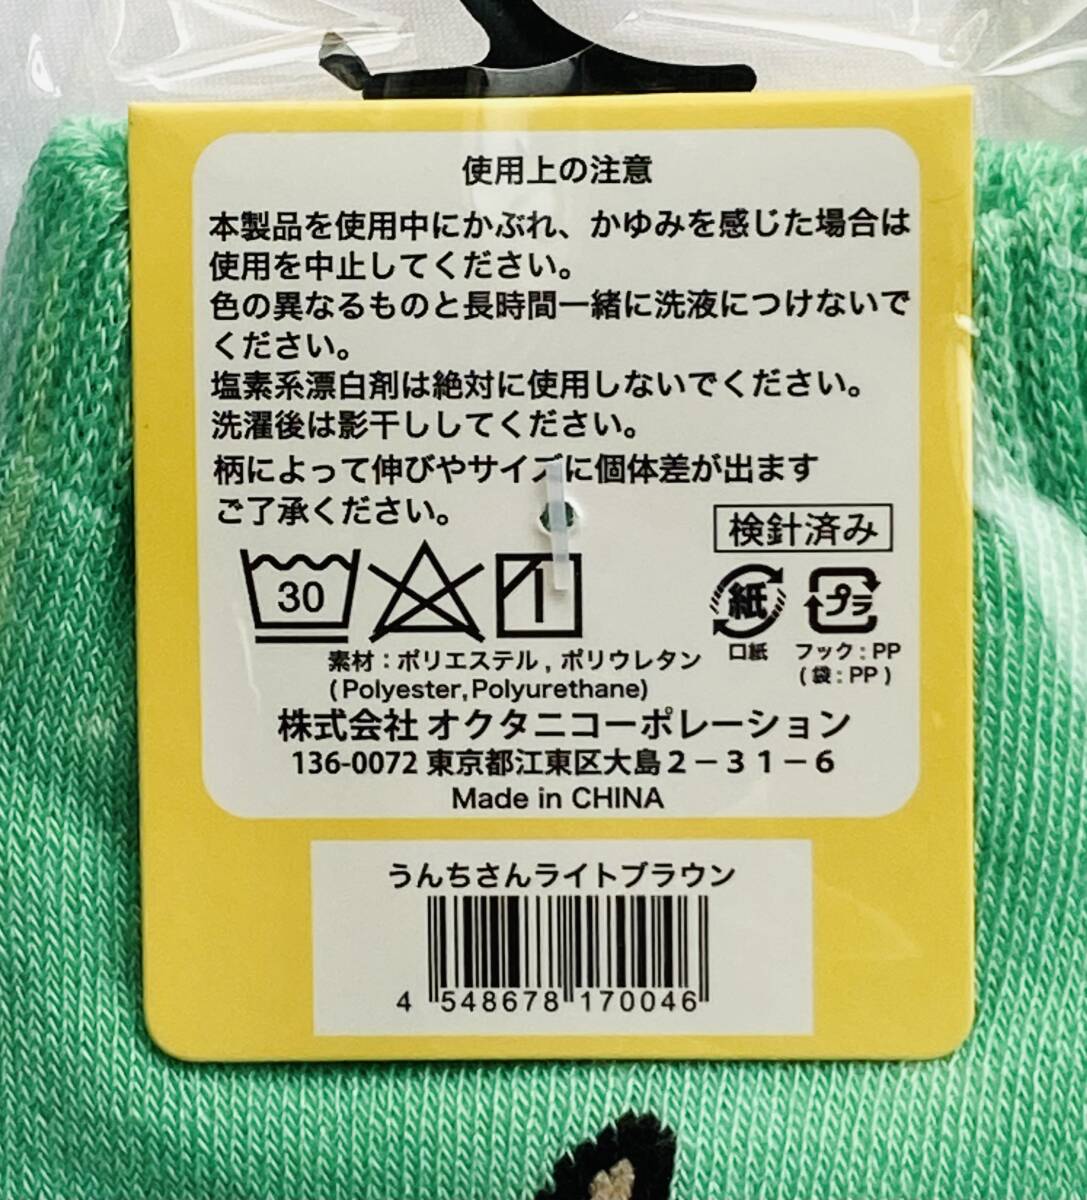 使用上の注意
本製品を使用中にかぶれ、かゆみを感じた場合は
使用を中止してください。
色の異なるものと長時間一緒に洗液につけないで
ください。
塩素系漂白剤は絶対に使用しないでください。
洗濯後は影干ししてください。
柄によって伸びやサイズに個体差が出ます
ご了承ください。
検針済み
30
紙
プラ
口紙
フック:PP
(袋:PP)
素材:ポリエステル, ポリウレタン
(Polyester,Polyurethane)
株式会社 オクタニコーポレーション
136-0072 東京都江東区大島2-31-6
Made in CHINA
うんちさんライトブラウン
4 548678 170046